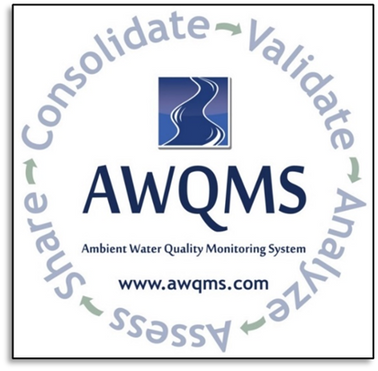 Consolidate
Validate
Analyze
Assess
Share
AWQMS
Ambient Water Quality Monitoring System
www.awqms.com